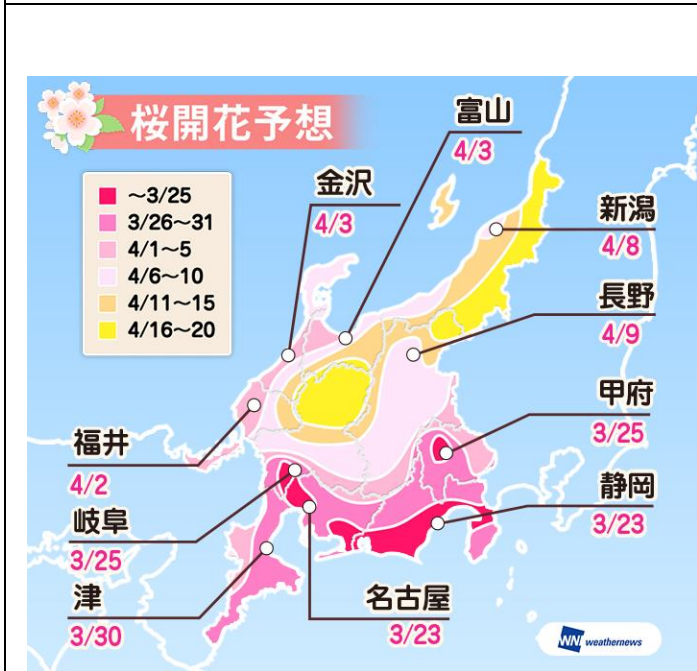 桜開花予想
～3/25
3/26～31
4/1～5
4/6～10
4/11～15
4/16～20
富山
4/3
金沢
4/3
新潟
4/8
長野
4/9
甲府
3/25
静岡
3/23
福井
4/2
岐阜
3/25
津
3/30
名古屋
3/23
WNI weathernews